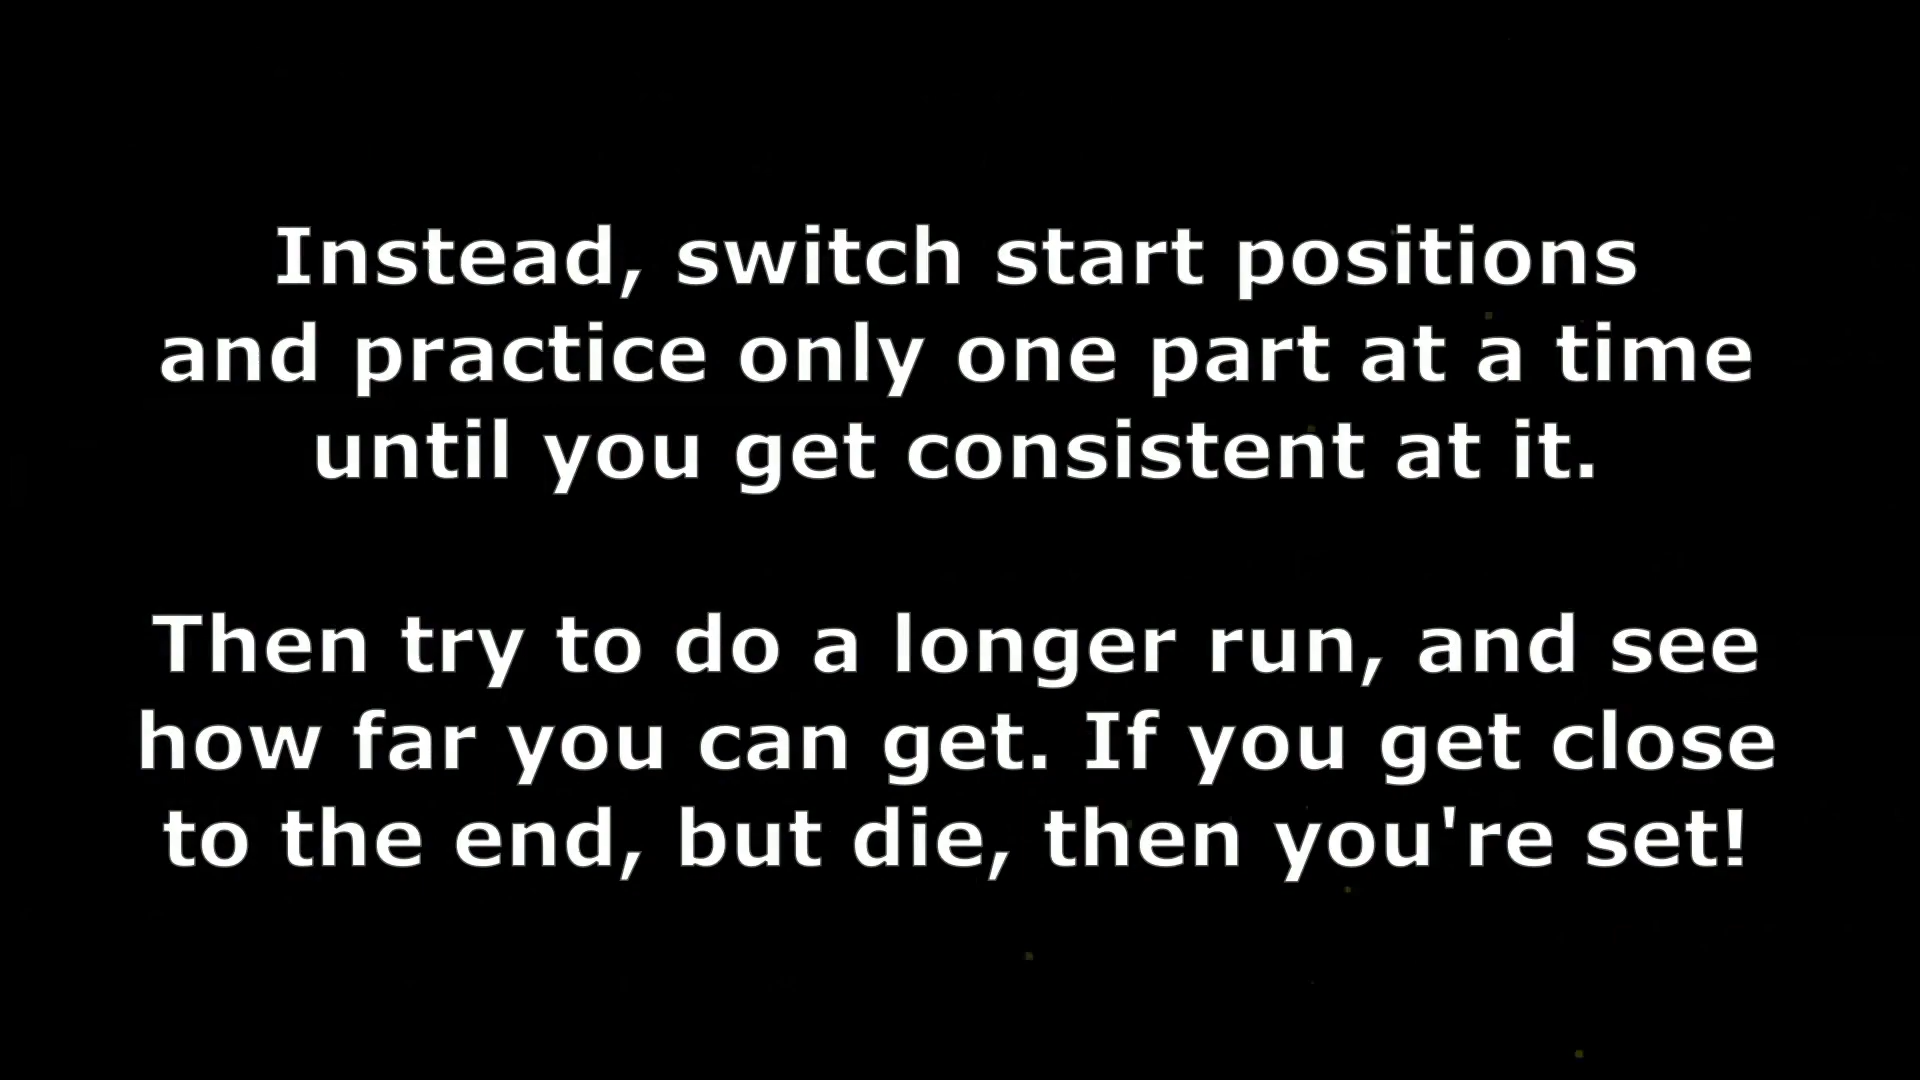 Instead, switch start positions
and practice only one part at a time
until you get consistent at it.
Then try to do a longer run, and see
how far you can get. If you get close
to the end, but die, then you're set!